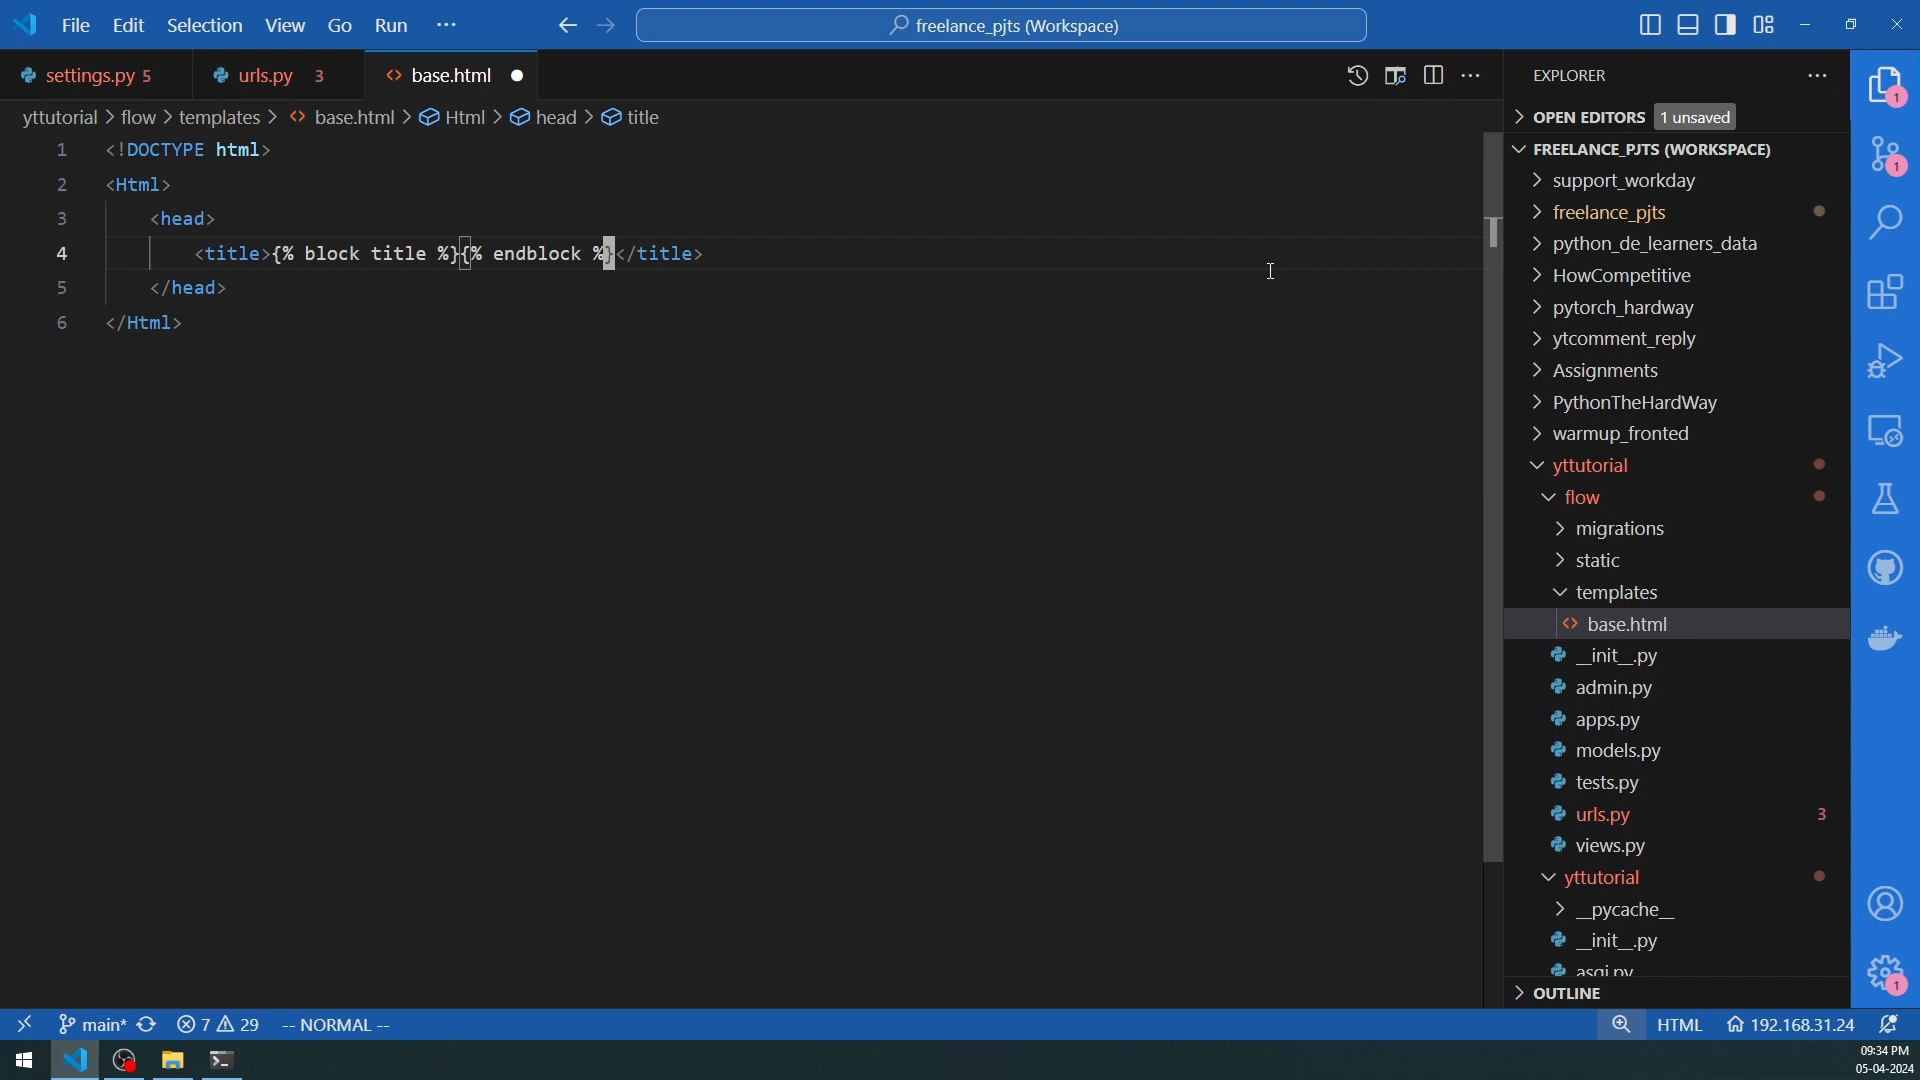 File Edit Selection View Go Run ···
freelance_pjts (Workspace)
settings.py 5
urls.py 3
base.html
yttutorial > flow > templates > base.html > Html > head > title
1 <!DOCTYPE html>
2 <Html>
3 <head>
4 <title>{% block title %}{% endblock %}</title>
5 </head>
6 </Html>
EXPLORER
OPEN EDITORS 1 unsaved
FREELANCE_PJTS (WORKSPACE)
support_workday
freelance_pjts
python_de_learners_data
HowCompetitive
pytorch_hardway
ytcomment_reply
Assignments
PythonTheHardWay
warmup_fronted
yttutorial
flow
migrations
static
templates
base.html
__init__.py
admin.py
apps.py
models.py
tests.py
urls.py 3
views.py
yttutorial
__pycache__
__init__.py
asgi.py
OUTLINE
1
1
1
main* 7 29 -- NORMAL --
HTML 192.168.31.24
09:34 PM
05-04-2024